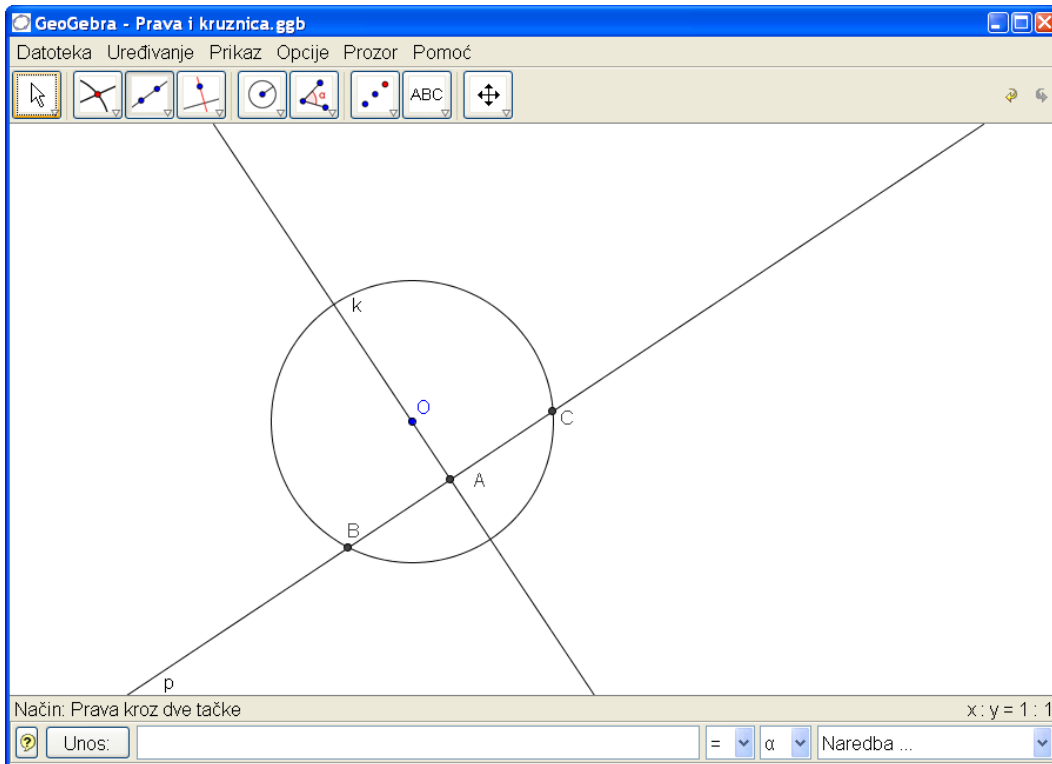 GeoGebra - Prava i kruznica.ggb
Datoteka Uređivanje Prikaz Opcije Prozor Pomoć
α ABC
k
O
C
A
B
p
Način: Prava kroz dve tačke x : y = 1 : 1
? Unos: = α Naredba ...